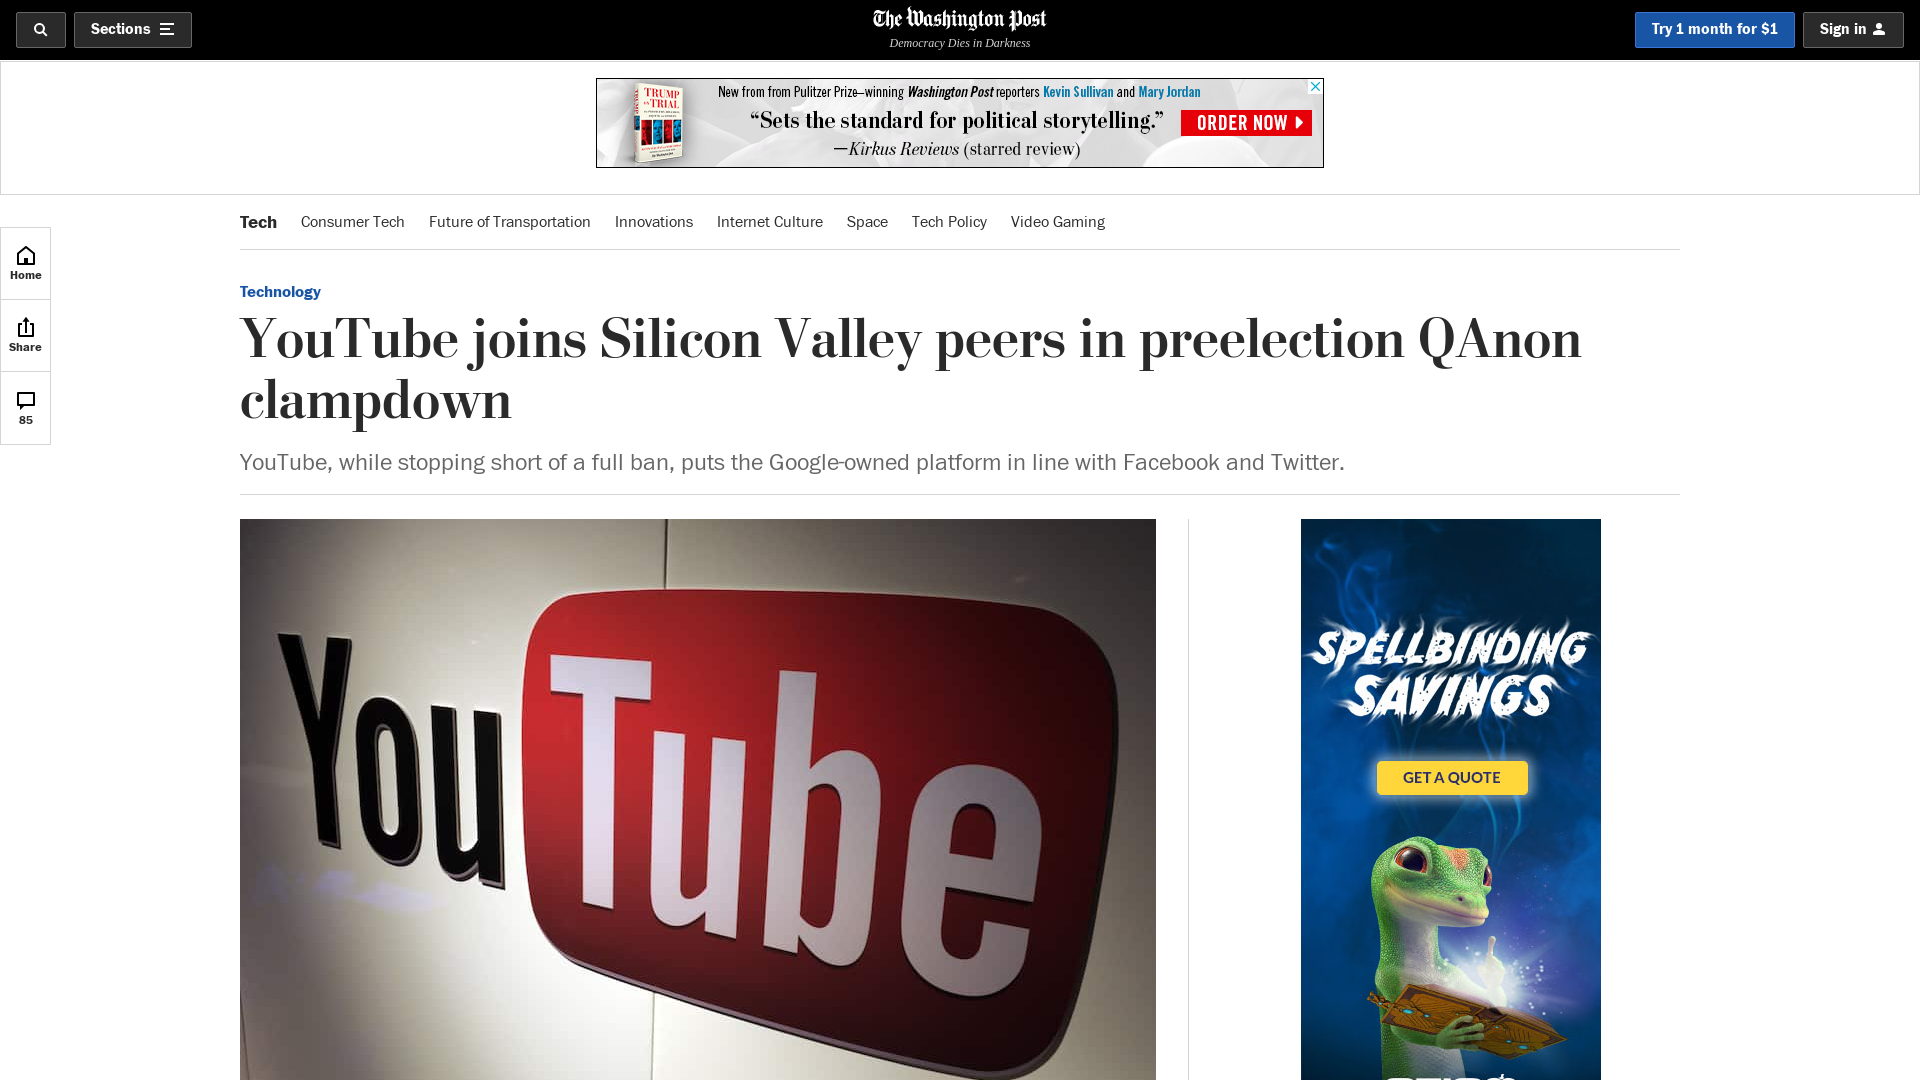 Sections
The Washington Post
Democracy Dies in Darkness
Try 1 month for $1
Sign in
TRUMP ON TRIAL
New from from Pulitzer Prize–winning Washington Post reporters Kevin Sullivan and Mary Jordan
“Sets the standard for political storytelling.”
—Kirkus Reviews (starred review)
ORDER NOW
Tech Consumer Tech Future of Transportation Innovations Internet Culture Space Tech Policy Video Gaming
Home
Share
85
Technology
YouTube joins Silicon Valley peers in preelection QAnon
clampdown
YouTube, while stopping short of a full ban, puts the Google-owned platform in line with Facebook and Twitter.
YouTube
SPELLBINDING
SAVINGS
GET A QUOTE